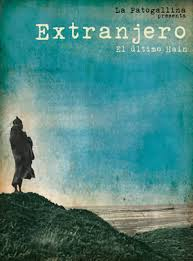 La Patogallina
presenta
Extranjero
El último Hain